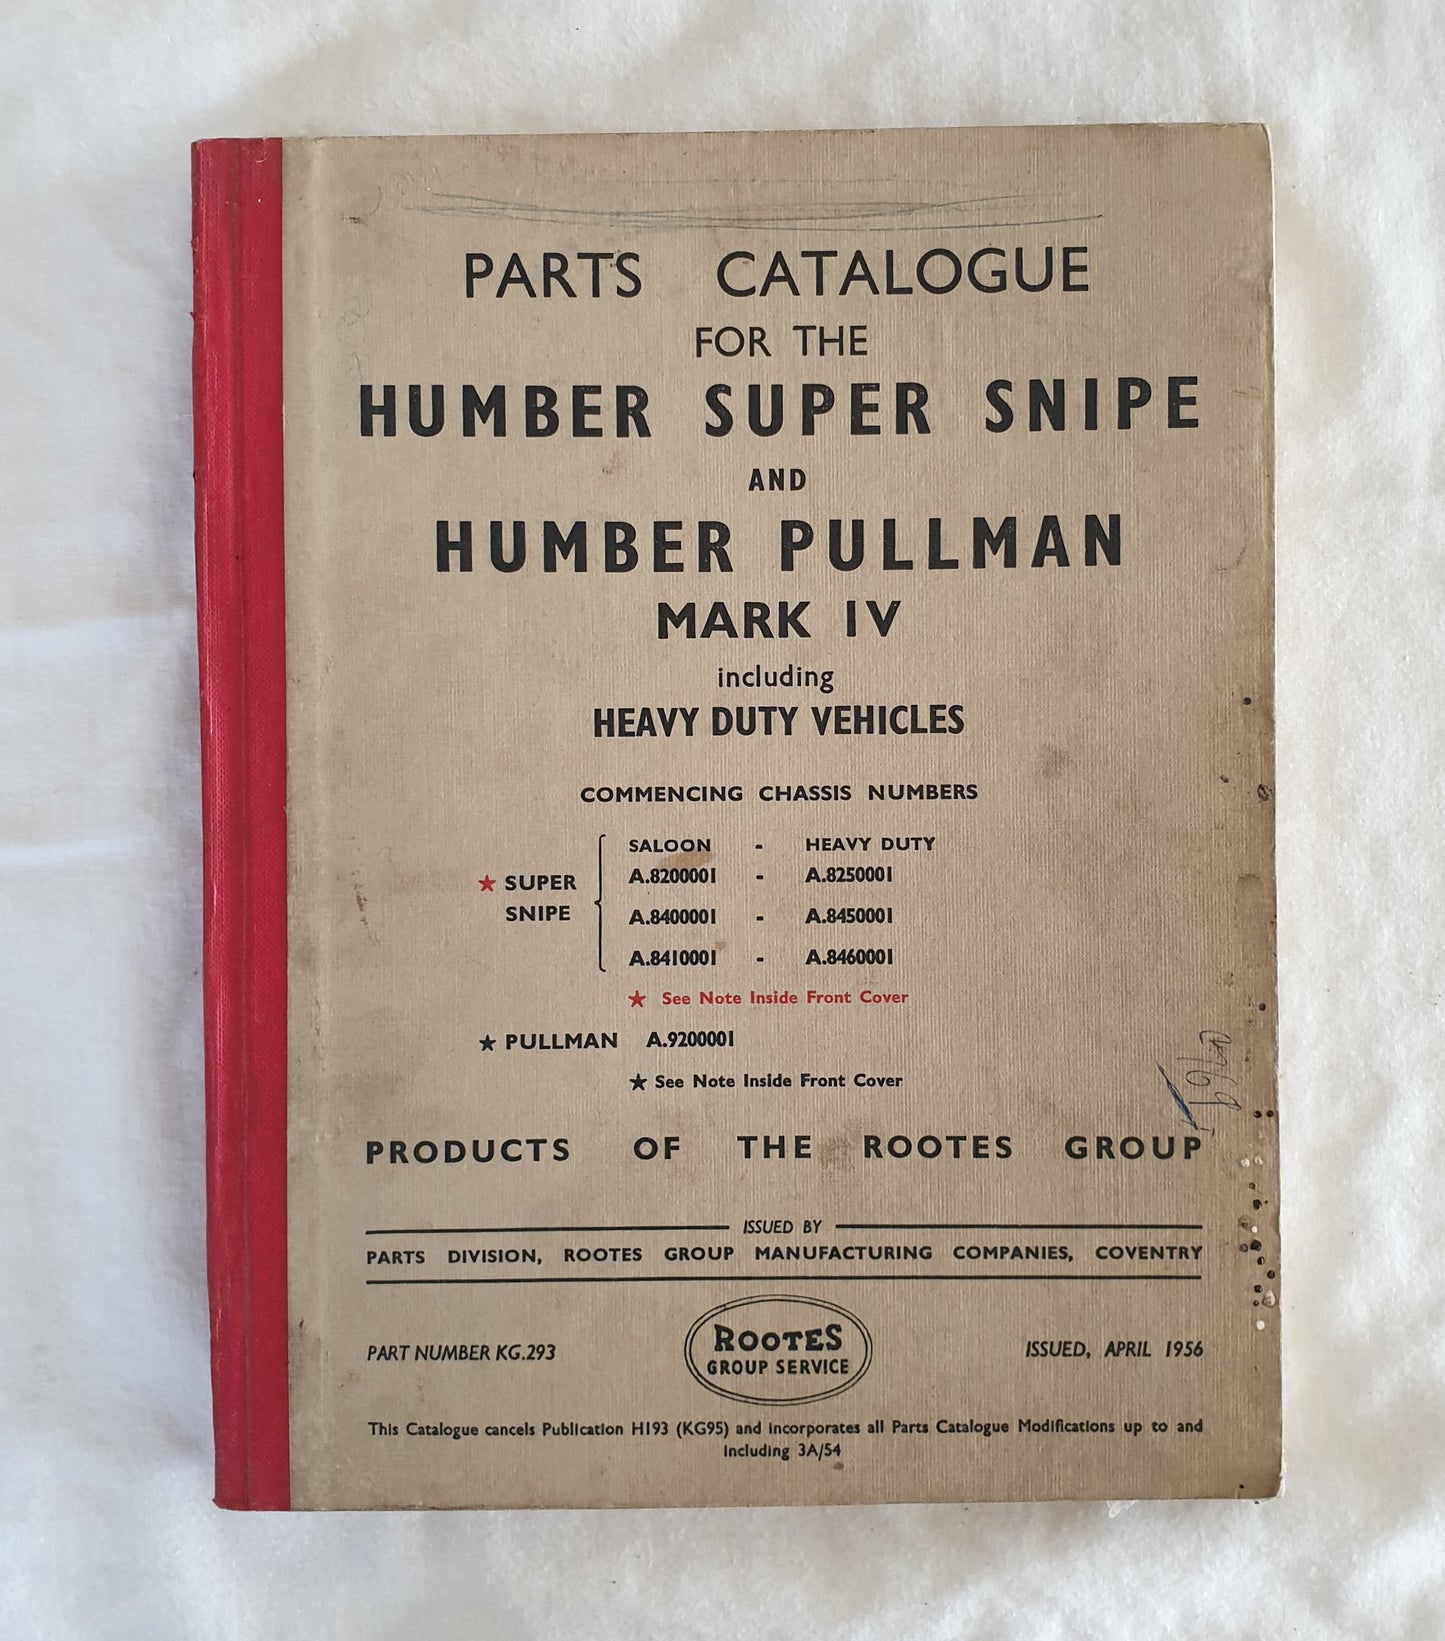 PARTS CATALOGUE
FOR THE
HUMBER SUPER SNIPE
AND
HUMBER PULLMAN
MARK IV
including
HEAVY DUTY VEHICLES
COMMENCING CHASSIS NUMBERS
SALOON - HEAVY DUTY
★ SUPER SNIPE
A.8200001 - A.8250001
A.8400001 - A.8450001
A.8410001 - A.8460001
★ See Note Inside Front Cover
★ PULLMAN A.9200001
★ See Note Inside Front Cover
PRODUCTS OF THE ROOTES GROUP
ISSUED BY
PARTS DIVISION, ROOTES GROUP MANUFACTURING COMPANIES, COVENTRY
PART NUMBER KG.293
ROOTES
GROUP SERVICE
ISSUED, APRIL 1956
This Catalogue cancels Publication H193 (KG95) and incorporates all Parts Catalogue Modifications up to and
including 3A/54